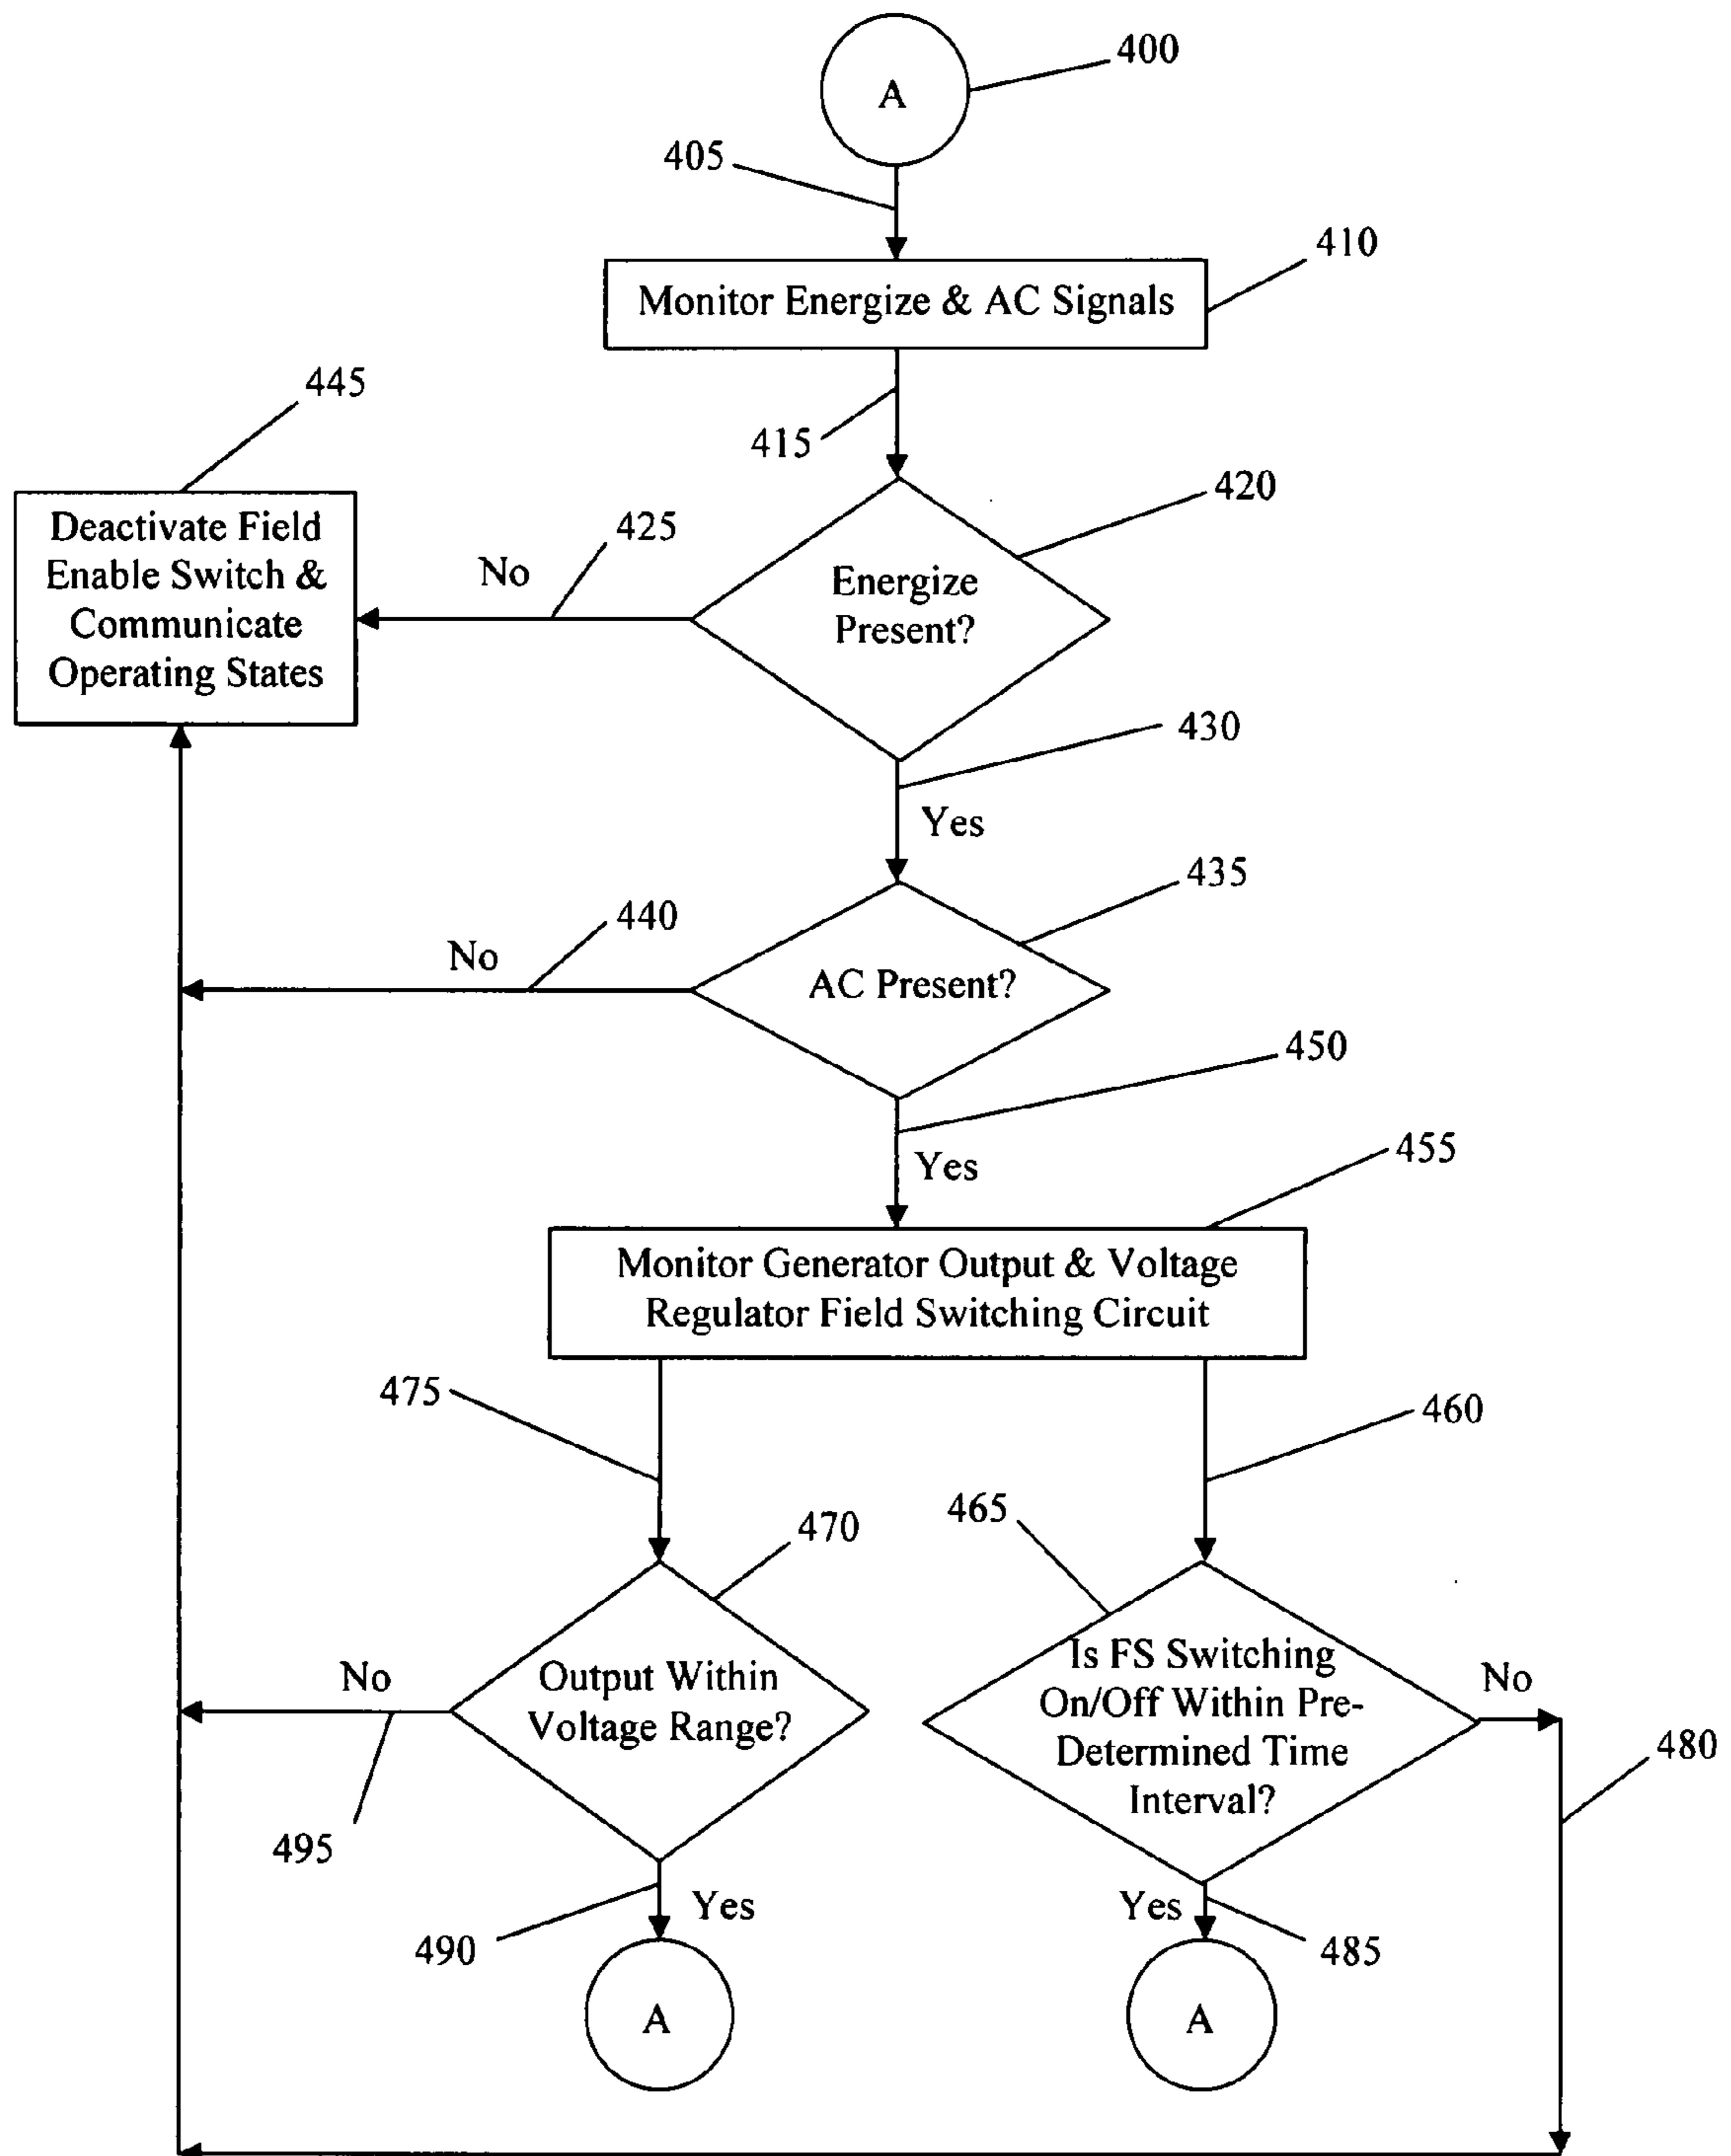 A
400
405
410
Monitor Energize & AC Signals
415
445
420
Deactivate Field
Enable Switch &
Communicate
Operating States
425
No
Energize
Present?
430
Yes
435
440
No
AC Present?
450
Yes
455
Monitor Generator Output & Voltage
Regulator Field Switching Circuit
475
460
465
470
No
Output Within
Voltage Range?
Is FS Switching
On/Off Within Pre-
Determined Time
Interval?
No
480
495
490
Yes
Yes
485
A
A